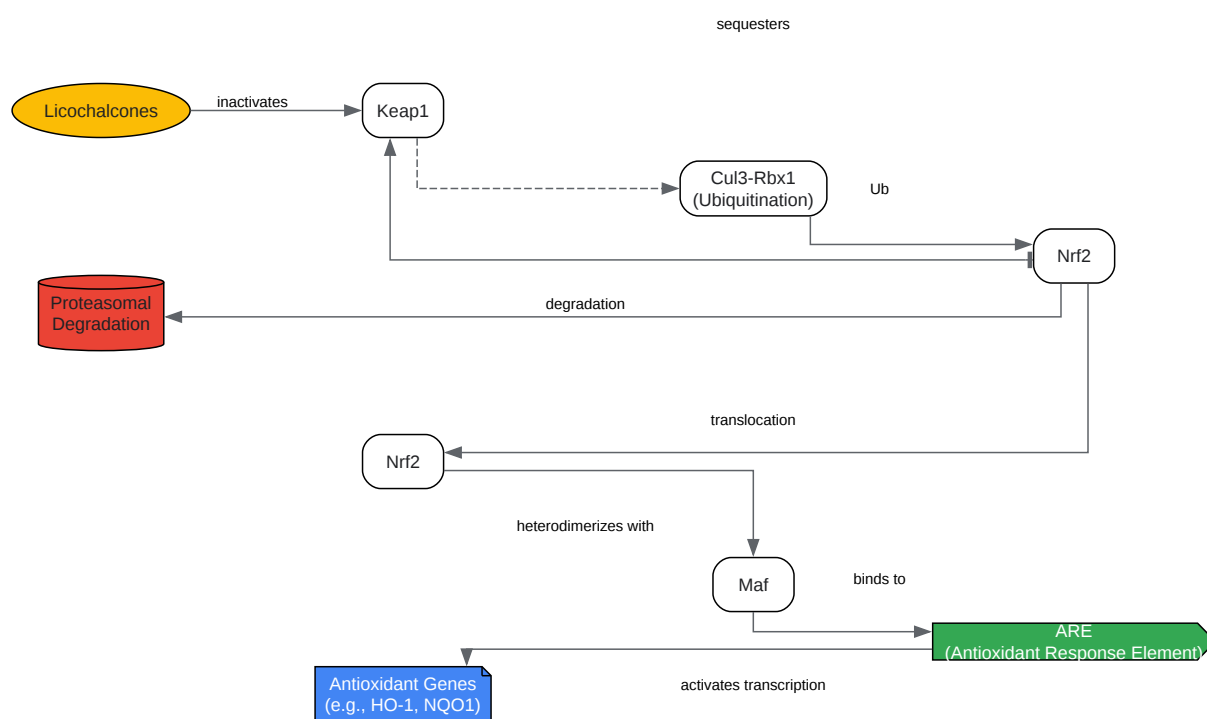 sequesters
Licochalcones
inactivates
Keap1
Cul3-Rbx1
(Ubiquitination)
Ub
Nrf2
Proteasomal
Degradation
degradation
translocation
Nrf2
heterodimerizes with
Maf
binds to
ARE
(Antioxidant Response Element)
Antioxidant Genes
(e.g., HO-1, NQO1)
activates transcription